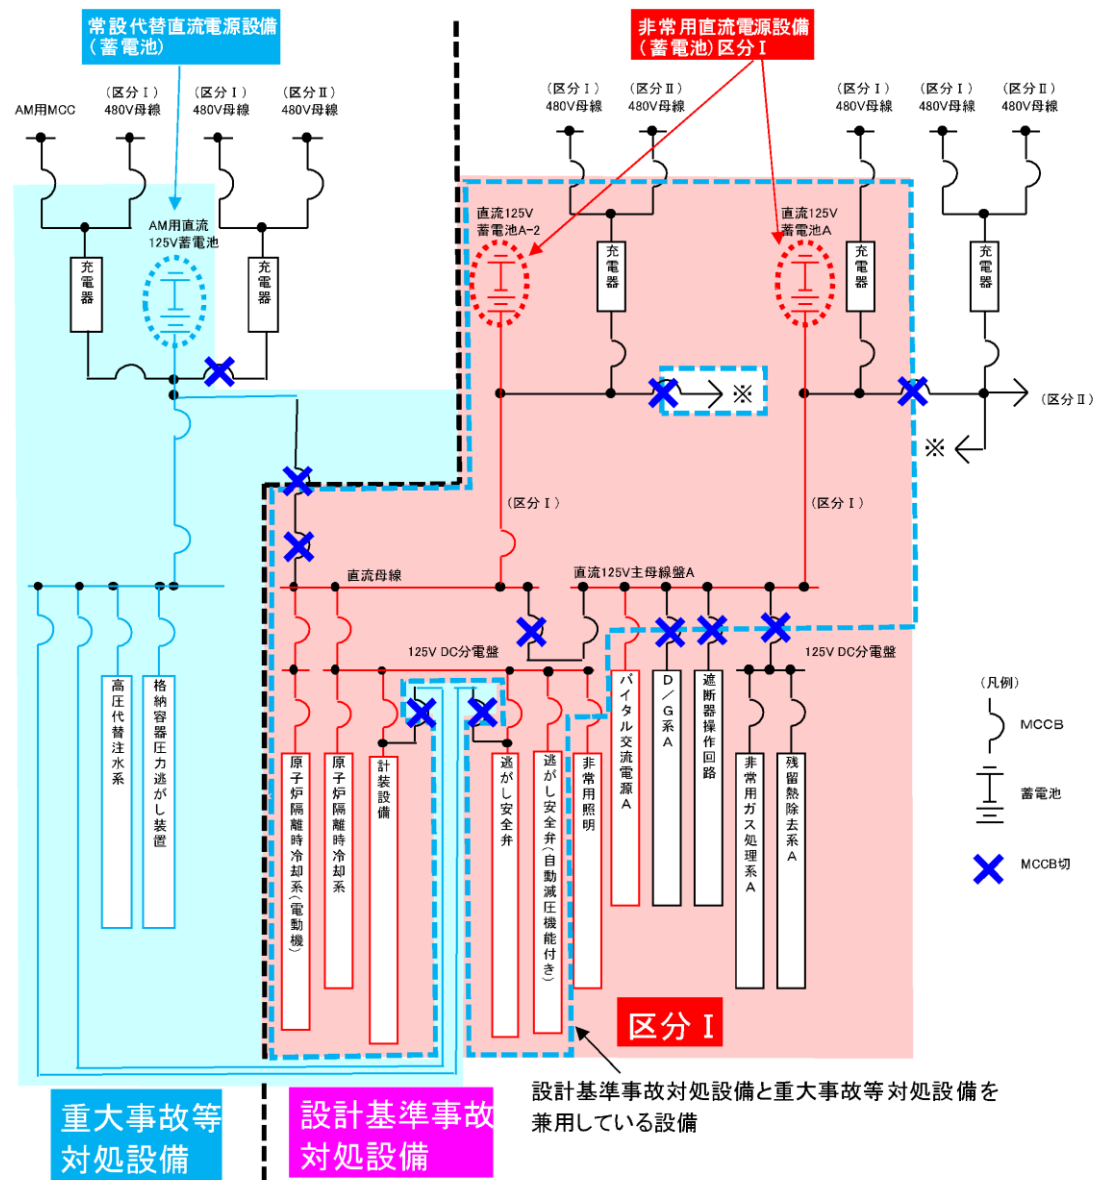 常設代替直流電源設備
(蓄電池)
非常用直流電源設備
(蓄電池)区分Ⅰ
AM用MCC
(区分Ⅰ)
480V母線
(区分Ⅰ)
480V母線
(区分Ⅱ)
480V母線
(区分Ⅰ)
480V母線
(区分Ⅱ)
480V母線
(区分Ⅰ)
480V母線
(区分Ⅰ)
480V母線
(区分Ⅱ)
480V母線
AM用直流
125V蓄電池
直流125V
蓄電池A-2
直流125V
蓄電池A
充電器
充電器
充電器
充電器
充電器
※
(区分Ⅱ)
※
(区分Ⅰ)
(区分Ⅰ)
直流母線
直流125V主母線盤A
125V DC分電盤
125V DC分電盤
高圧代替注水系
格納容器圧力逃がし装置
原子炉隔離時冷却系(電動機)
原子炉隔離時冷却系
計装設備
逃がし安全弁
逃がし安全弁(自動減圧機能付き)
非常用照明
バイタル交流電源A
D/G系A
遮断器操作回路
非常用ガス処理系A
残留熱除去系A
(凡例)
MCCB
蓄電池
MCCB切
区分Ⅰ
設計基準事故対処設備と重大事故等対処設備を
兼用している設備
重大事故等
対処設備
設計基準事故
対処設備